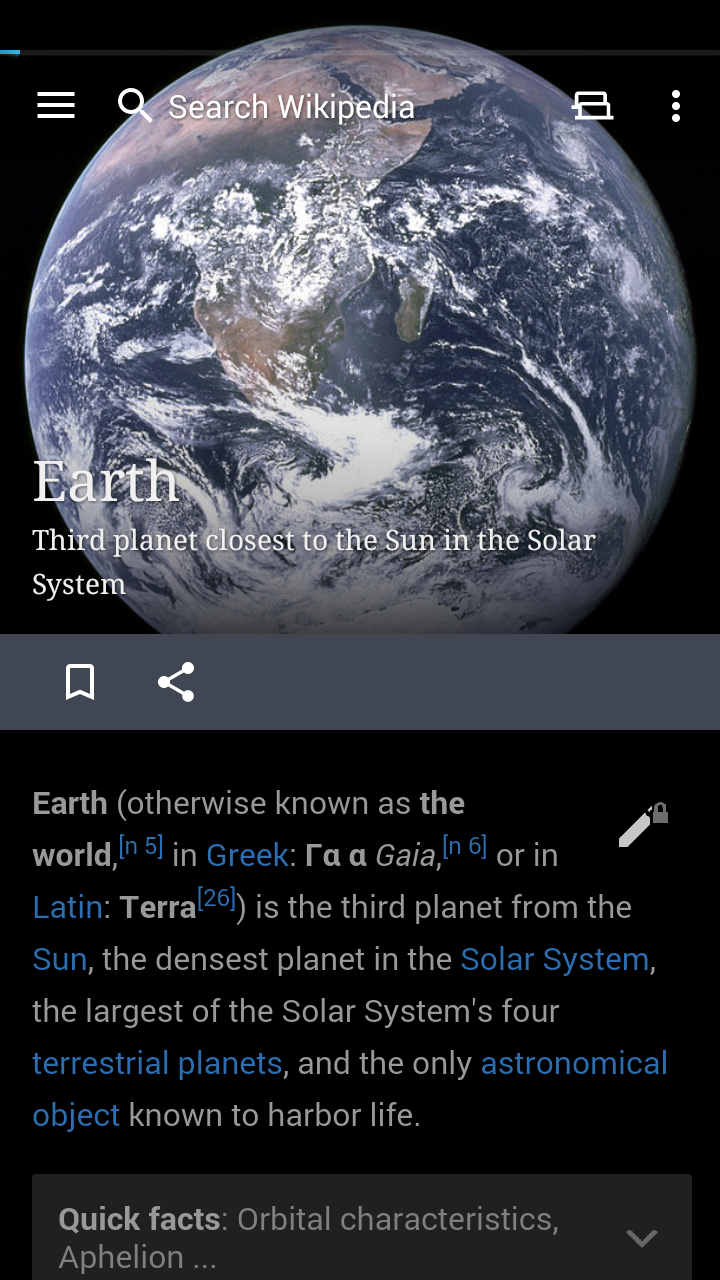 Search Wikipedia
Earth
Third planet closest to the Sun in the Solar
System
Earth (otherwise known as the
world,[n 5] in Greek: Γαα Gaia,[n 6] or in
Latin: Terra[26]) is the third planet from the
Sun, the densest planet in the Solar System,
the largest of the Solar System's four
terrestrial planets, and the only astronomical
object known to harbor life.
Quick facts: Orbital characteristics,
Aphelion ...